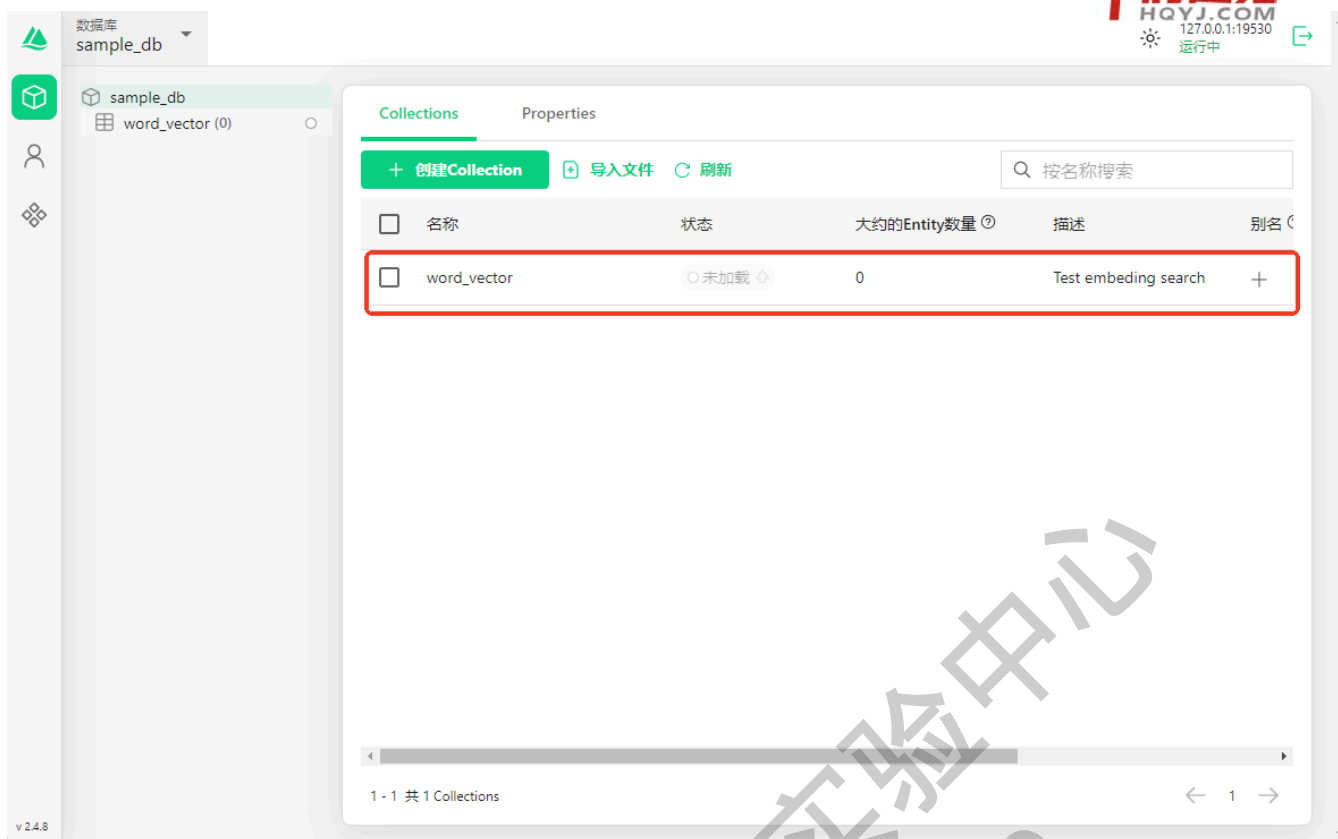 HQYJ.COM
数据库
sample_db
127.0.0.1:19530
运行中
sample_db
word_vector (0)
Collections Properties
创建Collection 导入文件 刷新 按名称搜索
名称 状态 大约的Entity数量 描述 别名
word_vector 未加载 0 Test embeding search
1 - 1 共 1 Collections 1
v 2.4.8
实验中心